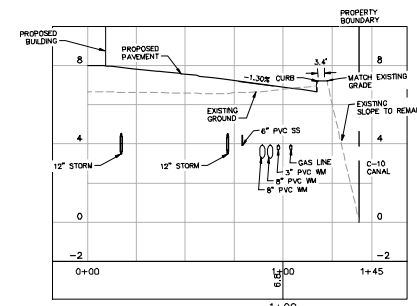 PROPERTY
BOUNDARY
PROPOSED
BUILDING
PROPOSED
PAVEMENT
3.4'
8
8
~1.30%
CURB
MATCH EXISTING
GRADE
EXISTING
GROUND
EXISTING
SLOPE TO REMAI
6" PVC SS
4
4
12" STORM
12" STORM
GAS LINE
3" PVC WM
8" PVC WM
8" PVC WM
C-10
CANAL
0
0
-2
-2
0+00
6.8
1+00
1+45
1+00